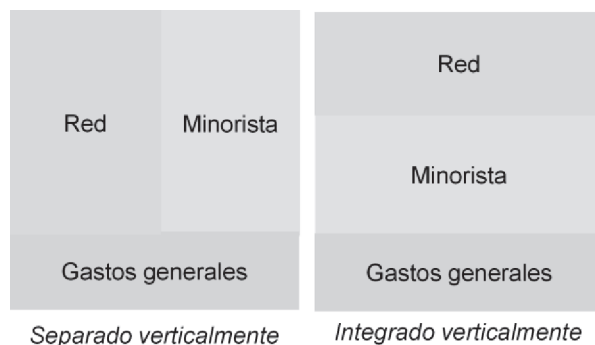 Red
Minorista
Gastos generales
Separado verticalmente
Red
Minorista
Gastos generales
Integrado verticalmente